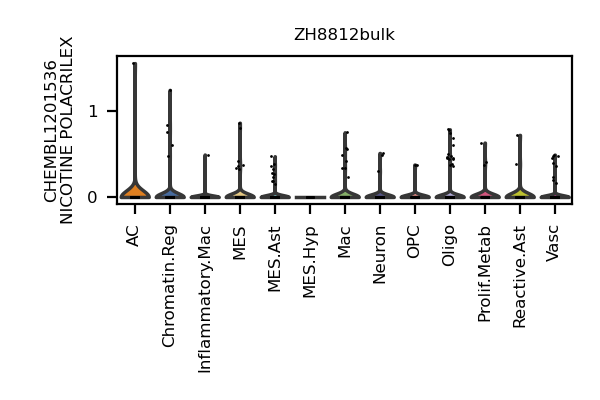 ZH8812bulk
CHEMBL1201536
NICOTINE POLACRILEX
1
0
AC
Chromatin.Reg
Inflammatory.Mac
MES
MES.Ast
MES.Hyp
Mac
Neuron
OPC
Oligo
Prolif.Metab
Reactive.Ast
Vasc